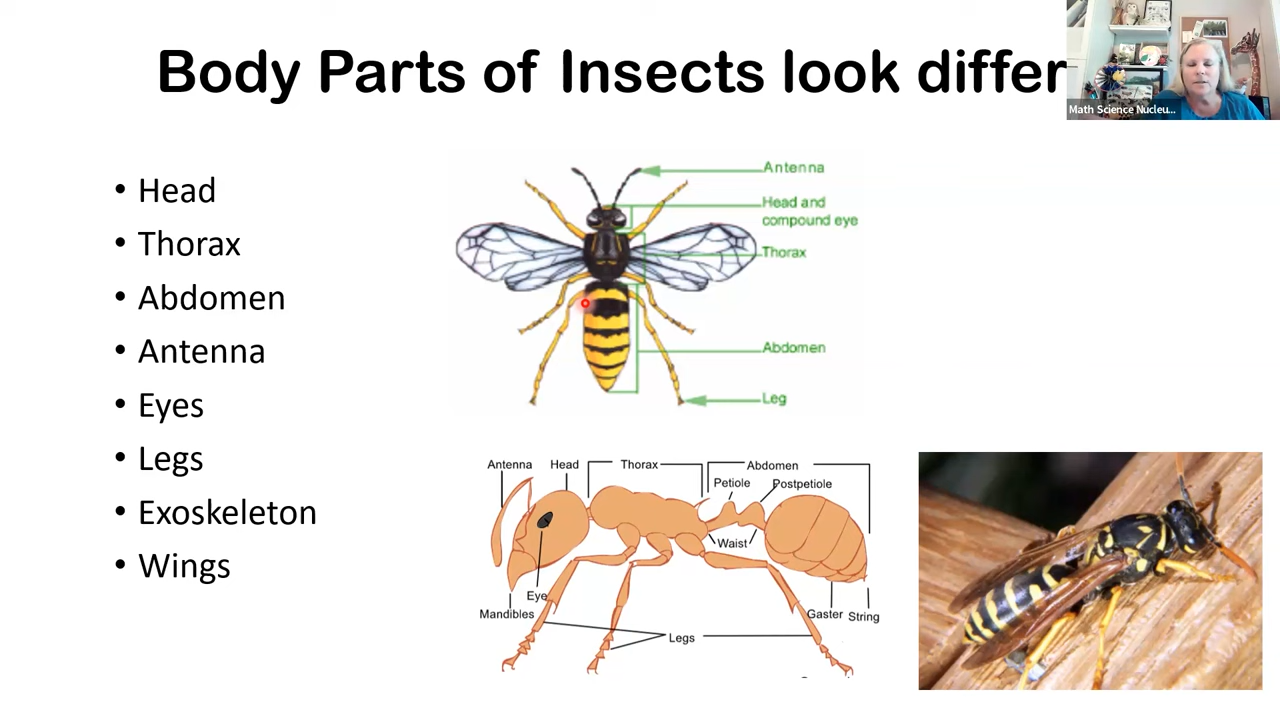 Body Parts of Insects look differ
Math Science Nucleu...
• Head
• Thorax
• Abdomen
• Antenna
• Eyes
• Legs
• Exoskeleton
• Wings
Antenna
Head and
compound eye
Thorax
Abdomen
Leg
Antenna
Head
Thorax
Abdomen
Petiole
Postpetiole
Waist
Eye
Mandibles
Legs
Gaster
String